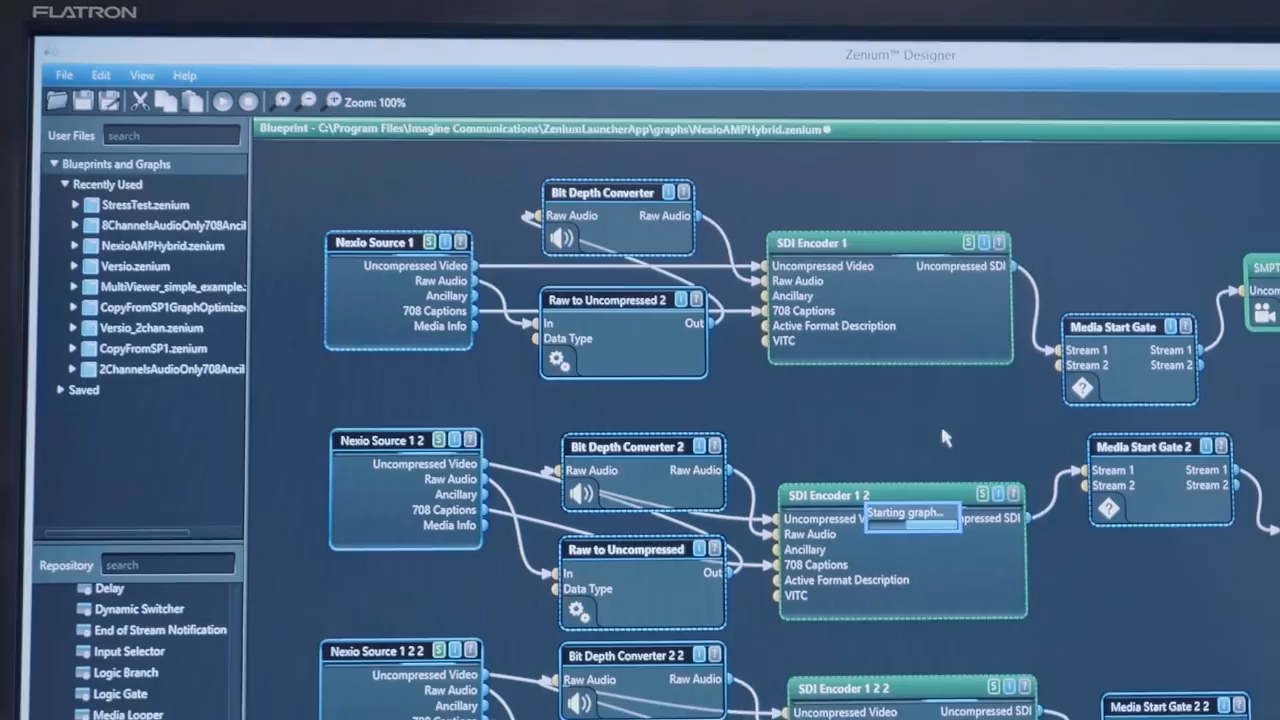 FLATRON
Zenium™ Designer
File Edit View Help
Zoom: 100%
User Files search
Blueprint - C:\Program Files\Imagine Communications\ZeniumLauncherApp\graphs\NexioAMPHybrid.zenium
Blueprints and Graphs
Recently Used
StressTest.zenium
8ChannelsAudioOnly708Ancil
NexioAMPHybrid.zenium
Versio.zenium
MultiViewer_simple_example.
CopyFromSP1GraphOptimize
Versio_2chan.zenium
CopyFromSP1.zenium
2ChannelsAudioOnly708Ancil
Saved
Repository search
Delay
Dynamic Switcher
End of Stream Notification
Input Selector
Logic Branch
Logic Gate
Media Looper
Bit Depth Converter
Raw Audio Raw Audio
Nexio Source 1 S i ?
Uncompressed Video
Raw Audio
Ancillary
708 Captions
Media Info
Raw to Uncompressed 2
In Out
Data Type
SDI Encoder 1 S i ?
Uncompressed Video Uncompressed SDI
Raw Audio
Ancillary
708 Captions
Active Format Description
VITC
Media Start Gate
Stream 1 Stream 1
Stream 2 Stream 2
?
SMPT
Uncom
Nexio Source 1 2 S i ?
Uncompressed Video
Raw Audio
Ancillary
708 Captions
Media Info
Bit Depth Converter 2
Raw Audio Raw Audio
Raw to Uncompressed
In Out
Data Type
SDI Encoder 1 2 S i ?
Starting graph...
Uncompressed V pressed SDI
Raw Audio
Ancillary
708 Captions
Active Format Description
VITC
Media Start Gate 2
Stream 1 Stream 1
Stream 2 Stream 2
?
Nexio Source 1 2 2 S i ?
Uncompressed Video
Raw Audio
Ancillary
Bit Depth Converter 2 2
Raw Audio Raw Audio
SDI Encoder 1 2 2 S i ?
Uncompressed Video Uncompressed SDI
Media Start Gate 2 2